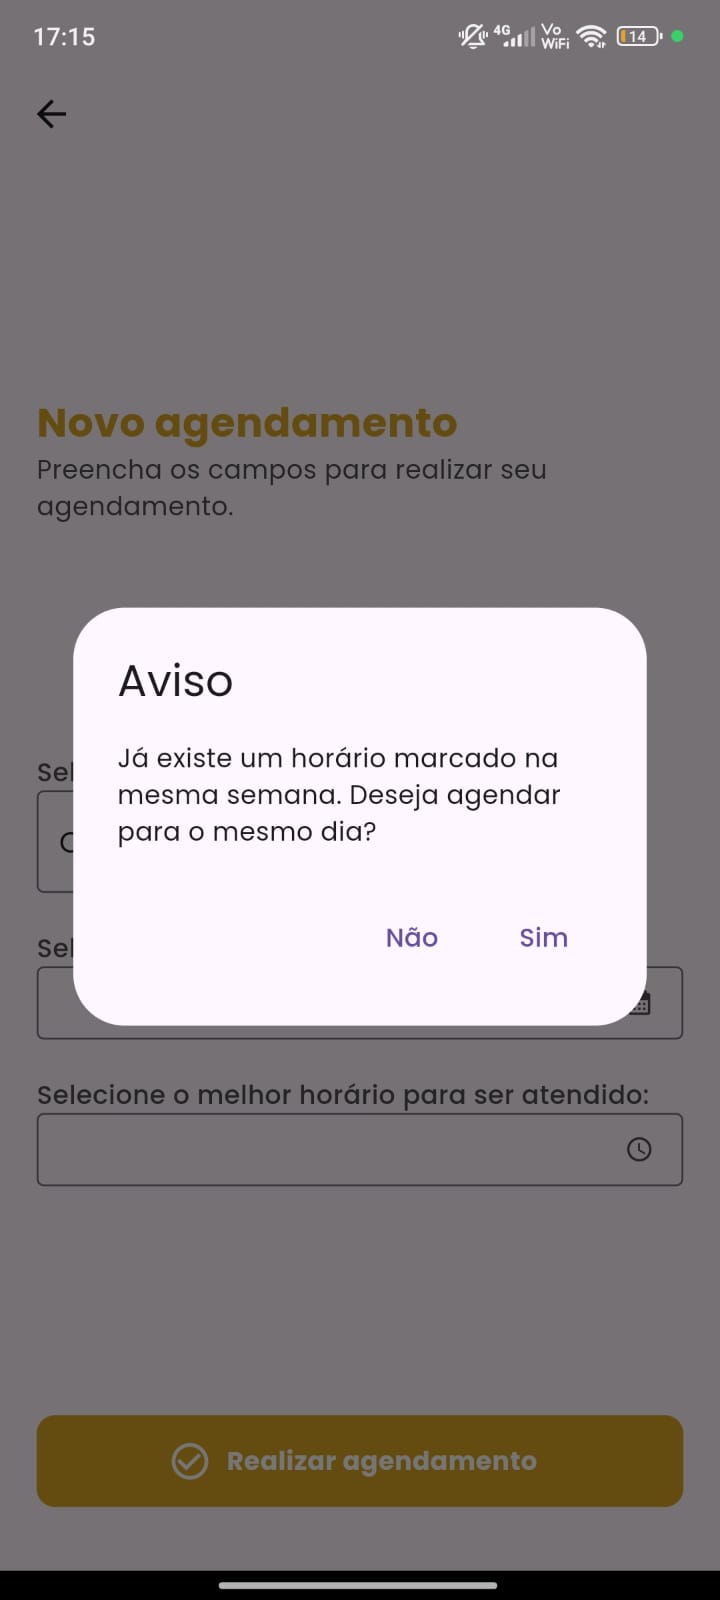 17:15
4G
Vo
WiFi
14
Novo agendamento
Preencha os campos para realizar seu
agendamento.
Aviso
Já existe um horário marcado na
mesma semana. Deseja agendar
para o mesmo dia?
Não Sim
Selecione o melhor horário para ser atendido:
Realizar agendamento